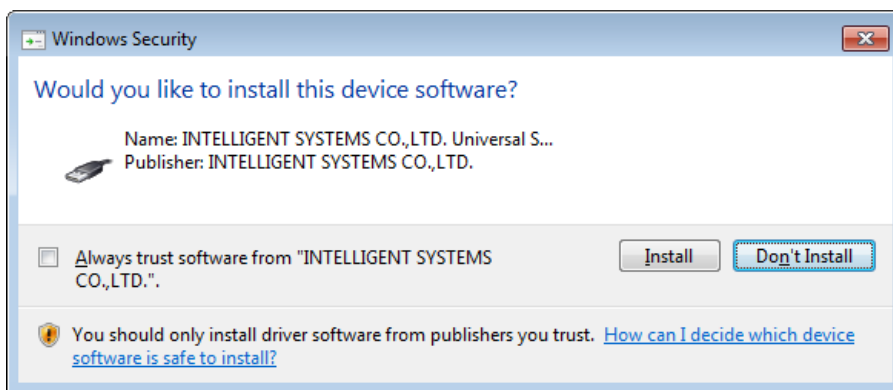 Windows Security
Would you like to install this device software?
Name: INTELLIGENT SYSTEMS CO.,LTD. Universal S...
Publisher: INTELLIGENT SYSTEMS CO.,LTD.
Always trust software from "INTELLIGENT SYSTEMS
CO.,LTD.".
Install
Don't Install
You should only install driver software from publishers you trust. How can I decide which device
software is safe to install?